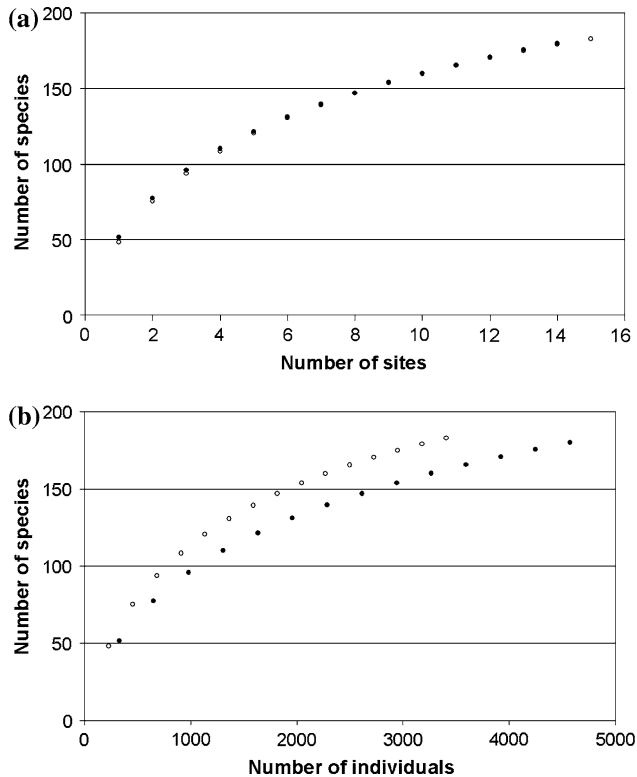 (a)
200
150
100
50
0
Number of species
0 2 4 6 8 10 12 14 16
Number of sites
(b)
200
150
100
50
0
Number of species
0 1000 2000 3000 4000 5000
Number of individuals